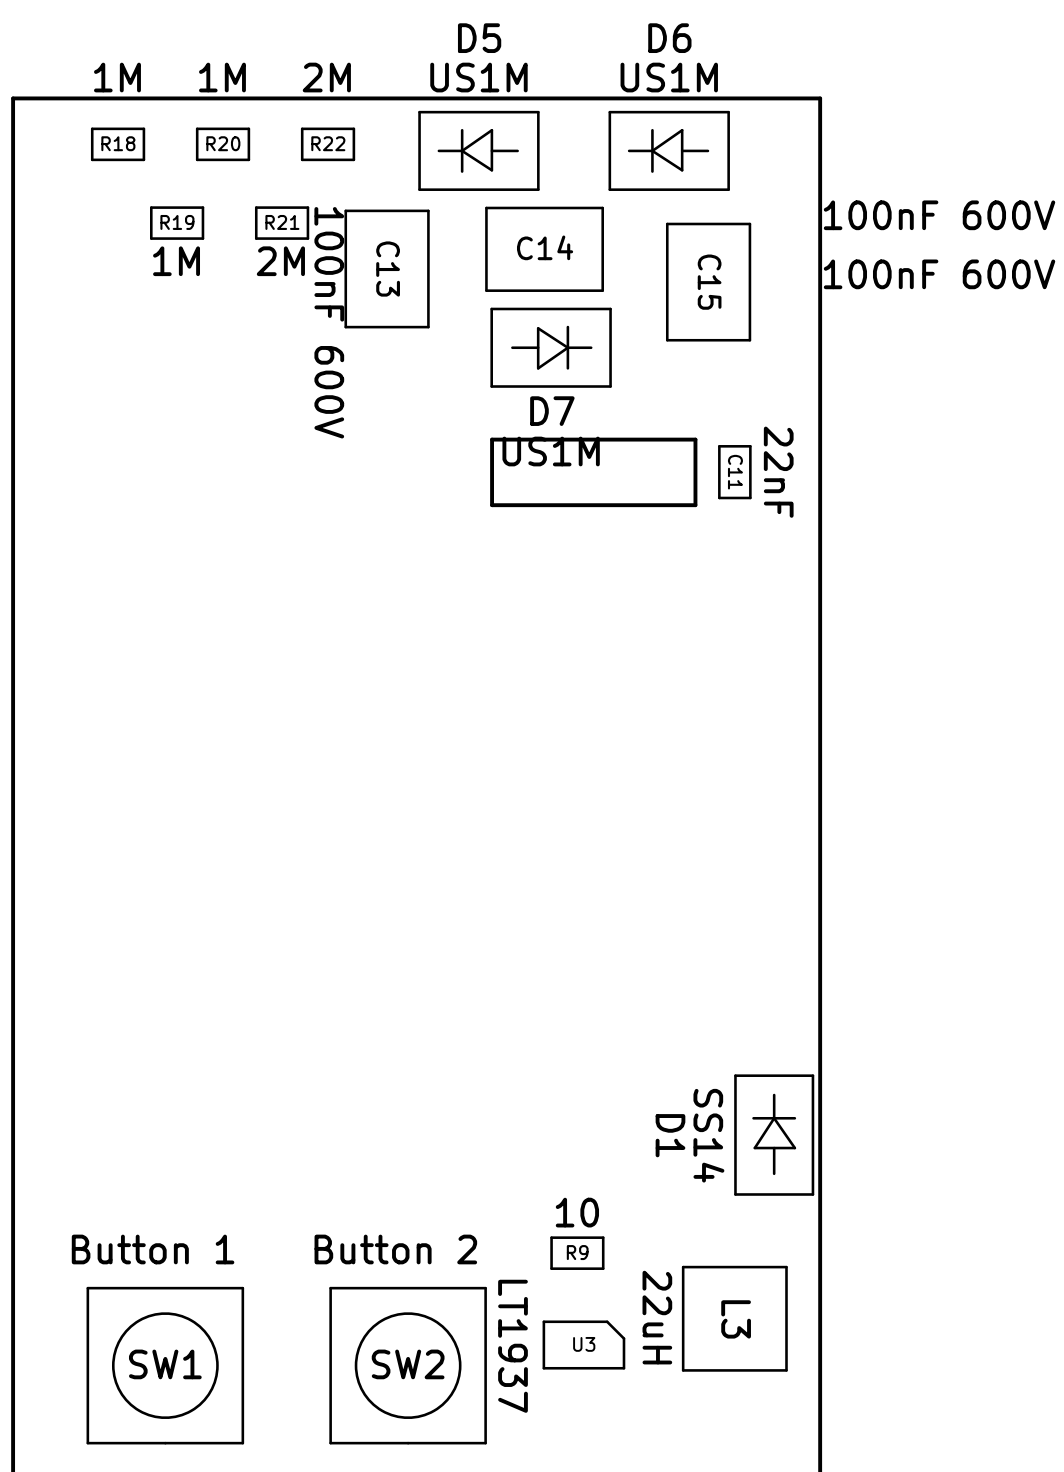 D5
D6
1M
1M
2M
US1M
US1M
R18
R20
R22
R19
R21
100nF 600V
C13
C14
C15
100nF 600V
1M
2M
100nF 600V
D7
US1M
C11
22nF
SS14
D1
10
Button 1
Button 2
R9
LT1937
22uH
L3
U3
SW1
SW2